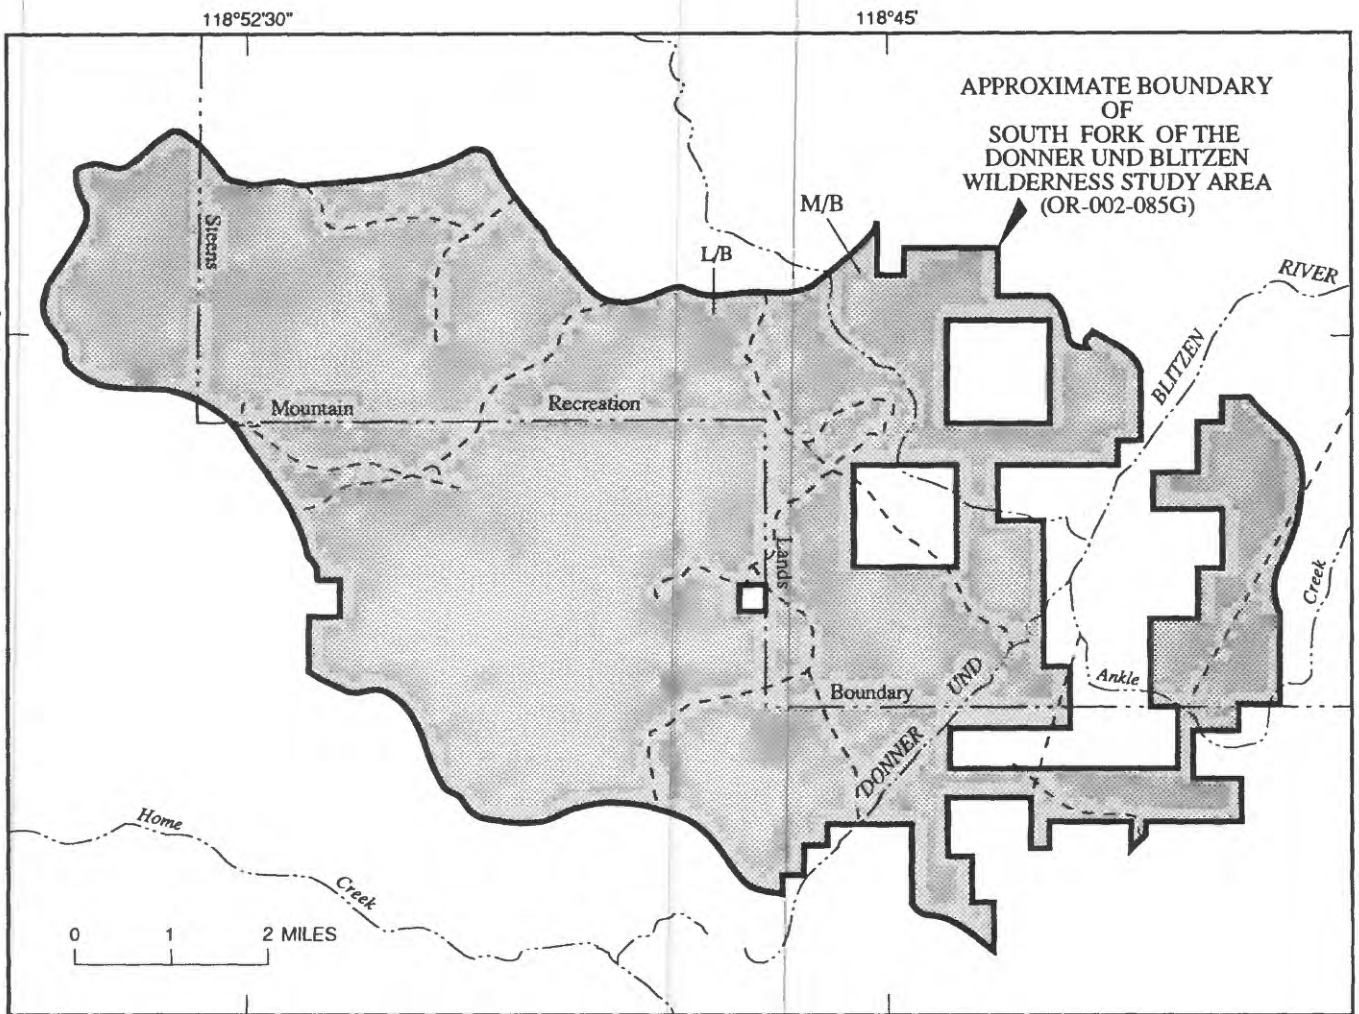 118°52'30"
118°45'
APPROXIMATE BOUNDARY
OF
SOUTH FORK OF THE
DONNER UND BLITZEN
WILDERNESS STUDY AREA
(OR-002-085G)
M/B
L/B
Steens
RIVER
BLITZEN
Mountain
Recreation
Lands
Creek
UND
Ankle
Boundary
DONNER
Home
Creek
0 1 2 MILES